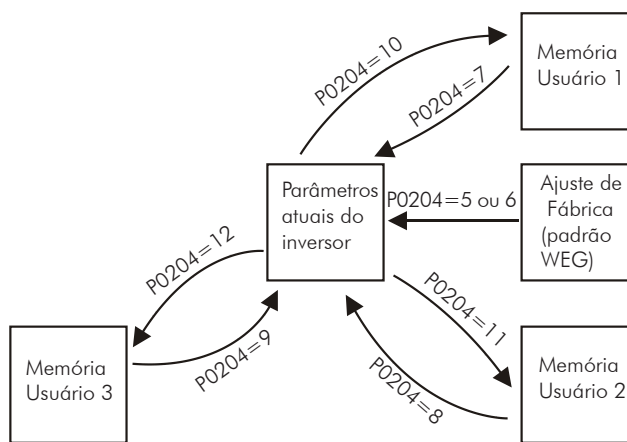 P0204=10
Memória
Usuário 1
P0204=7
Parâmetros
atuais do
inversor
P0204=5 ou 6
Ajuste de
Fábrica
(padrão
WEG)
P0204=12
P0204=9
Memória
Usuário 3
P0204=11
P0204=8
Memória
Usuário 2